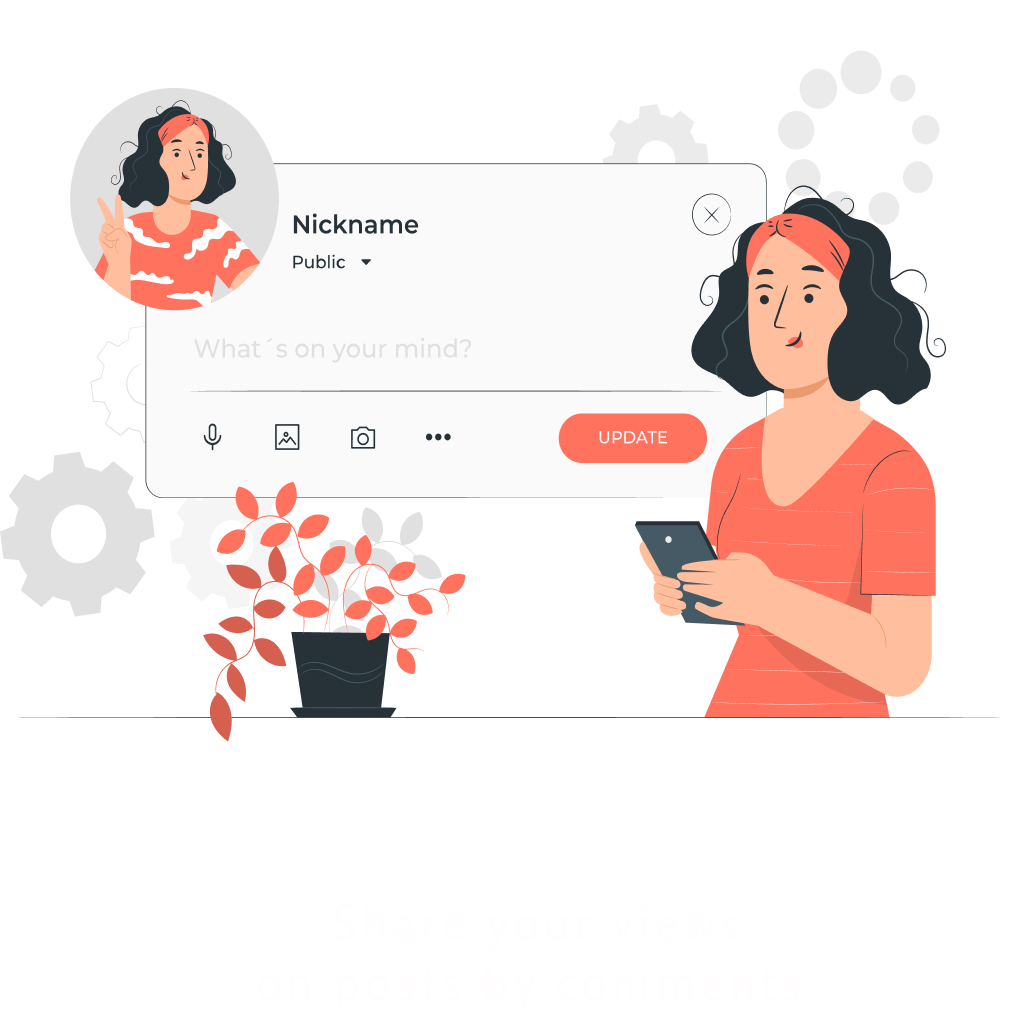 Nickname
Public
What´s on your mind?
UPDATE
Share your views
on posts by comments.